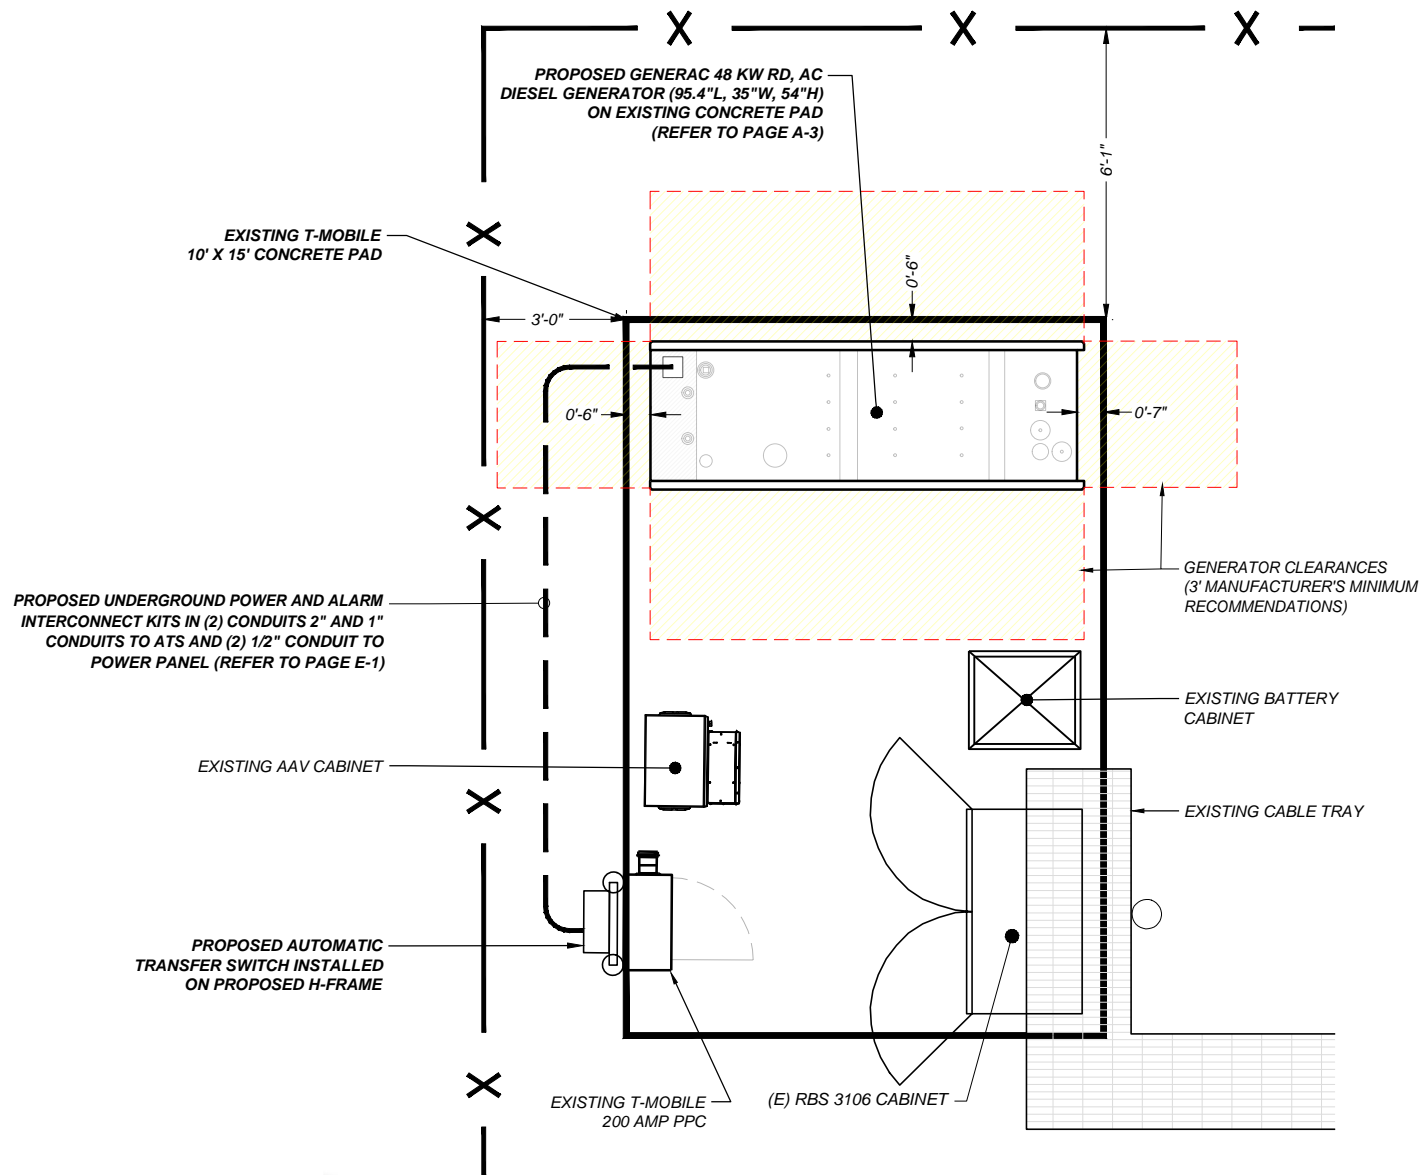 PROPOSED GENERAC 48 KW RD, AC
DIESEL GENERATOR (95.4"L, 35"W, 54"H)
ON EXISTING CONCRETE PAD
(REFER TO PAGE A-3)
6'-1"
EXISTING T-MOBILE
10' X 15' CONCRETE PAD
0'-6"
3'-0"
0'-6"
0'-7"
GENERATOR CLEARANCES
(3' MANUFACTURER'S MINIMUM
RECOMMENDATIONS)
PROPOSED UNDERGROUND POWER AND ALARM
INTERCONNECT KITS IN (2) CONDUITS 2" AND 1"
CONDUITS TO ATS AND (2) 1/2" CONDUIT TO
POWER PANEL (REFER TO PAGE E-1)
EXISTING BATTERY
CABINET
EXISTING AAV CABINET
EXISTING CABLE TRAY
PROPOSED AUTOMATIC
TRANSFER SWITCH INSTALLED
ON PROPOSED H-FRAME
EXISTING T-MOBILE
200 AMP PPC
(E) RBS 3106 CABINET